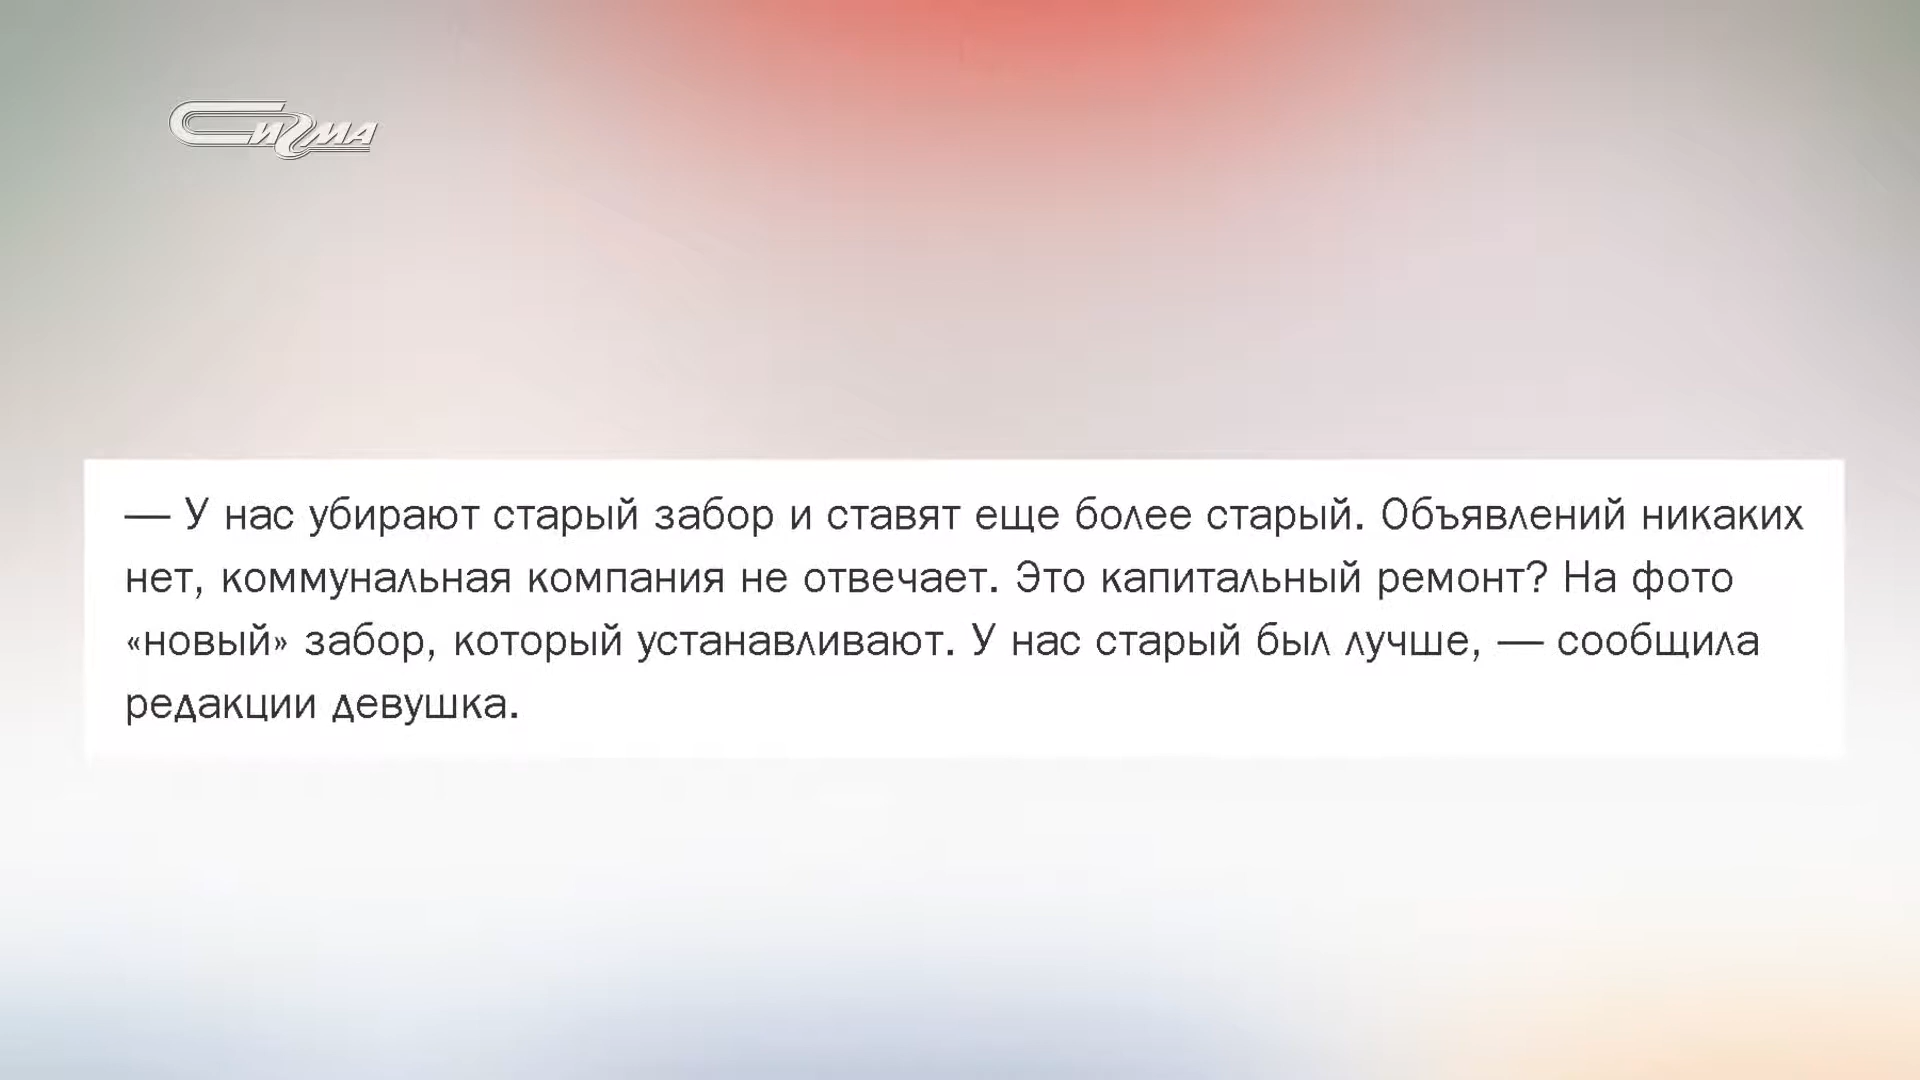 Сигма
— У нас убирают старый забор и ставят еще более старый. Объявлений никаких
нет, коммунальная компания не отвечает. Это капитальный ремонт? На фото
«новый» забор, который устанавливают. У нас старый был лучше, — сообщила
редакции девушка.